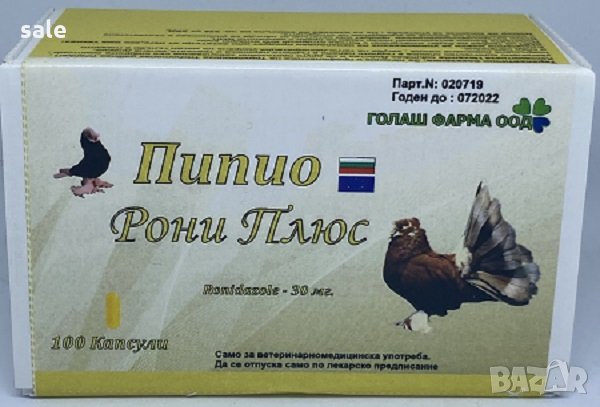 sale
Парт.N: 020719
Годен до : 072022
ГОЛАШ ФАРМА ООД
Пипио
Рони Плюс
Ronidazole - 30 мг.
100 Капсули
Само за ветеринарномедицинска употреба.
Да се отпуска само по лекарско предписание
BAZAR